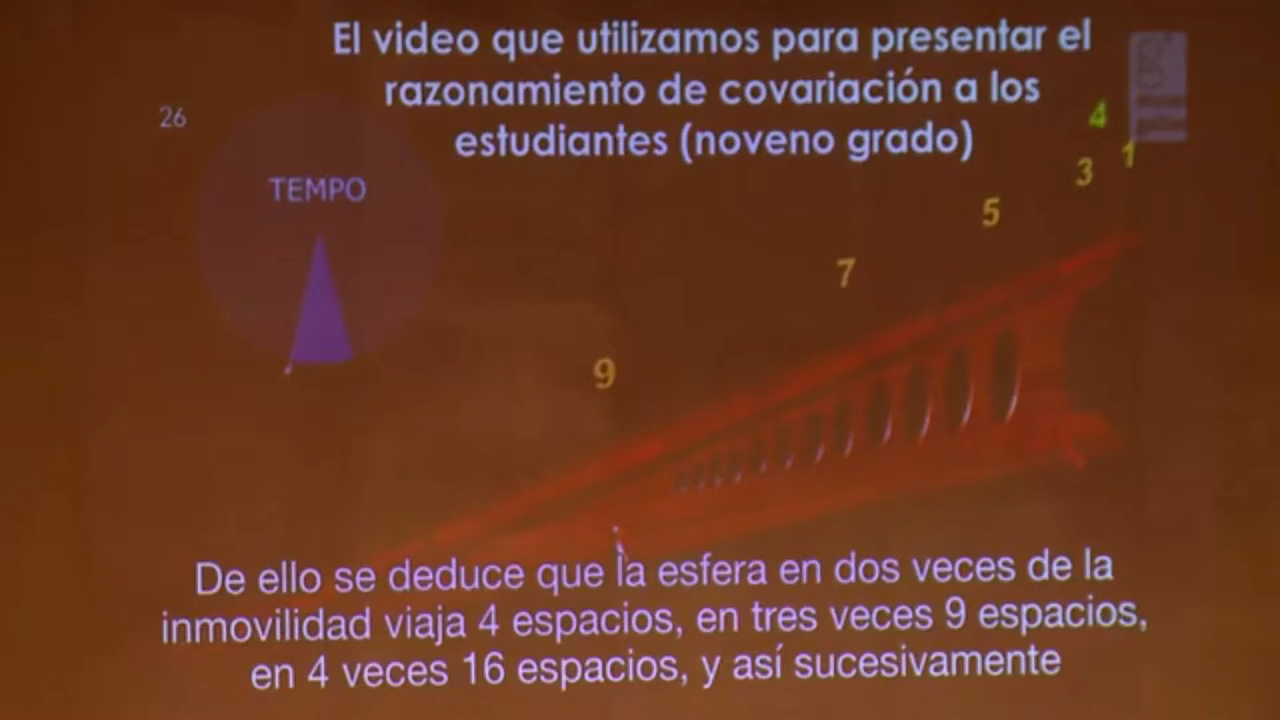 El video que utilizamos para presentar el
razonamiento de covariación a los
estudiantes (noveno grado)
26
TEMPO
4
1
3
5
7
9
De ello se deduce que la esfera en dos veces de la
inmovilidad viaja 4 espacios, en tres veces 9 espacios,
en 4 veces 16 espacios, y así sucesivamente